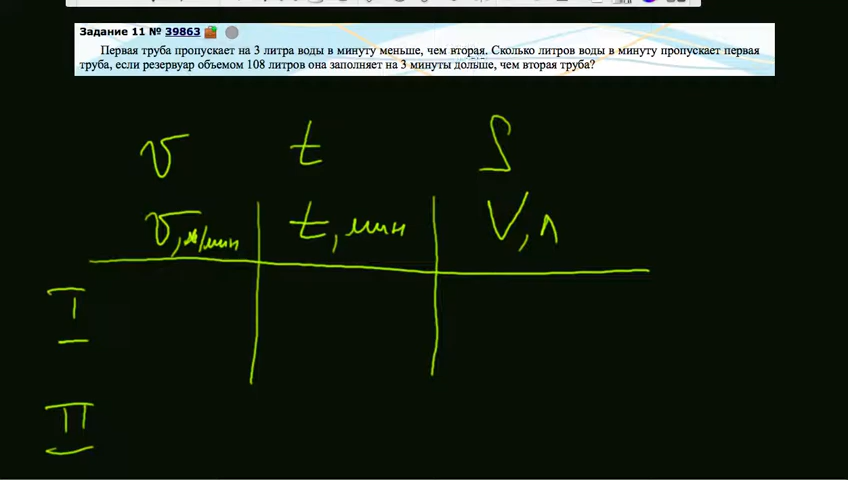 Задание 11 № 39863
Первая труба пропускает на 3 литра воды в минуту меньше, чем вторая. Сколько литров воды в минуту пропускает первая
труба, если резервуар объемом 108 литров она заполняет на 3 минуты дольше, чем вторая труба?
v t S
v, л/мин t, мин V, л
I
II